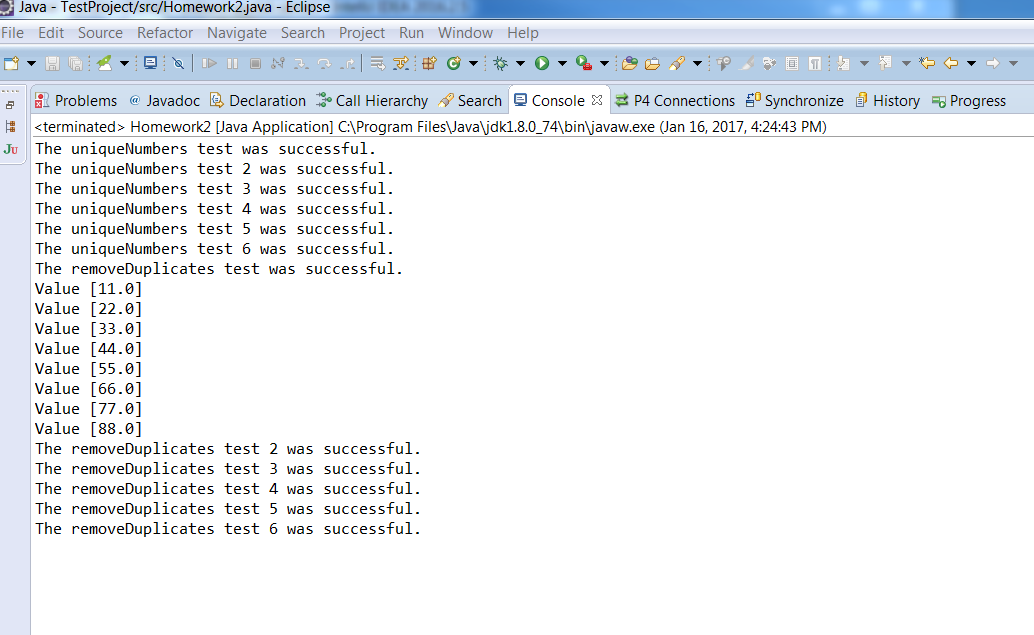 Java - TestProject/src/Homework2.java - Eclipse
File Edit Source Refactor Navigate Search Project Run Window Help
Problems @ Javadoc Declaration Call Hierarchy Search Console P4 Connections Synchronize History Progress
<terminated> Homework2 [Java Application] C:\Program Files\Java\jdk1.8.0_74\bin\javaw.exe (Jan 16, 2017, 4:24:43 PM)
Ju
The uniqueNumbers test was successful.
The uniqueNumbers test 2 was successful.
The uniqueNumbers test 3 was successful.
The uniqueNumbers test 4 was successful.
The uniqueNumbers test 5 was successful.
The uniqueNumbers test 6 was successful.
The removeDuplicates test was successful.
Value [11.0]
Value [22.0]
Value [33.0]
Value [44.0]
Value [55.0]
Value [66.0]
Value [77.0]
Value [88.0]
The removeDuplicates test 2 was successful.
The removeDuplicates test 3 was successful.
The removeDuplicates test 4 was successful.
The removeDuplicates test 5 was successful.
The removeDuplicates test 6 was successful.